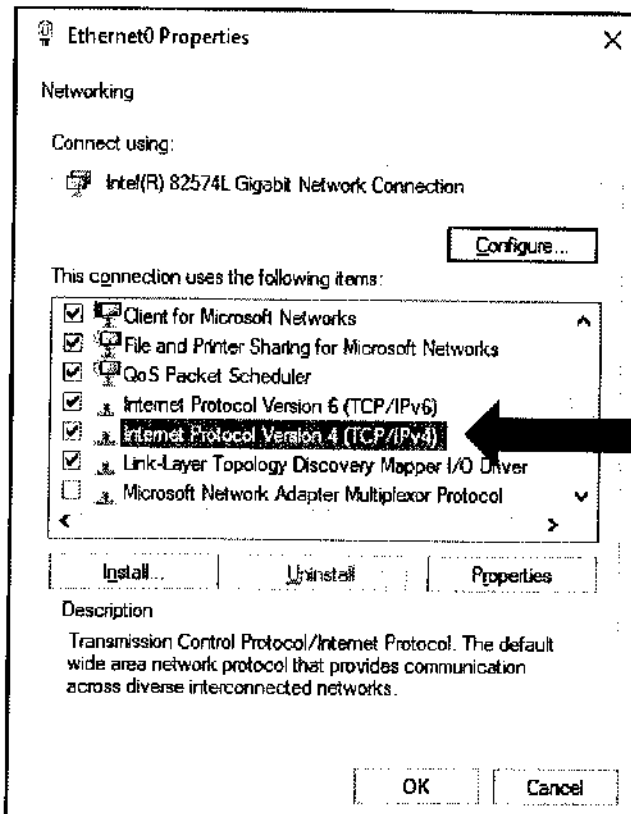 Ethernet0 Properties
Networking
Connect using:
Intel(R) 82574L Gigabit Network Connection
Configure...
This connection uses the following items:
Client for Microsoft Networks
File and Printer Sharing for Microsoft Networks
QoS Packet Scheduler
Internet Protocol Version 6 (TCP/IPv6)
Internet Protocol Version 4 (TCP/IPv4)
Link-Layer Topology Discovery Mapper I/O Driver
Microsoft Network Adapter Multiplexor Protocol
Install... Uninstall Properties
Description
Transmission Control Protocol/Internet Protocol. The default
wide area network protocol that provides communication
across diverse interconnected networks.
OK Cancel